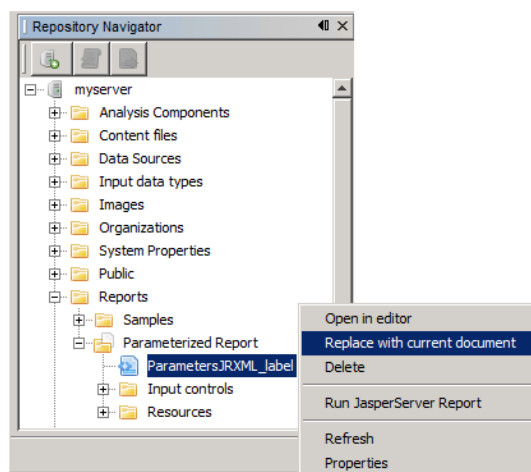 Repository Navigator
myserver
Analysis Components
Content files
Data Sources
Input data types
Images
Organizations
System Properties
Public
Reports
Samples
Parameterized Report
ParametersJRXML_label
Input controls
Resources
Open in editor
Replace with current document
Delete
Run JasperServer Report
Refresh
Properties